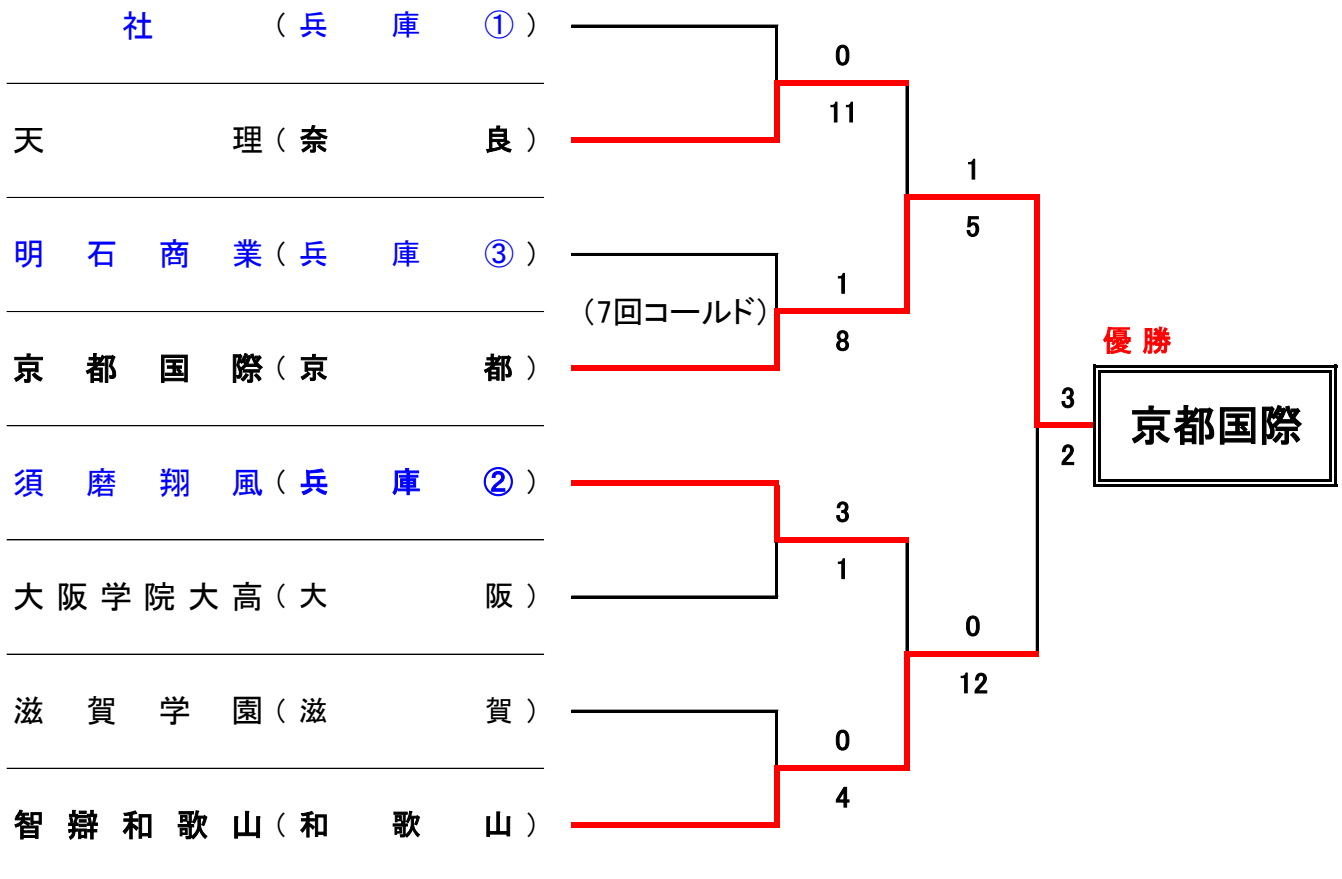 社（兵庫①）
0
11
天理（奈良）
1
5
明石商業（兵庫③）
（7回コールド）
1
8
京都国際（京都）
優勝
京都国際
3
2
須磨翔風（兵庫②）
3
1
大阪学院大高（大阪）
0
12
滋賀学園（滋賀）
0
4
智辯和歌山（和歌山）